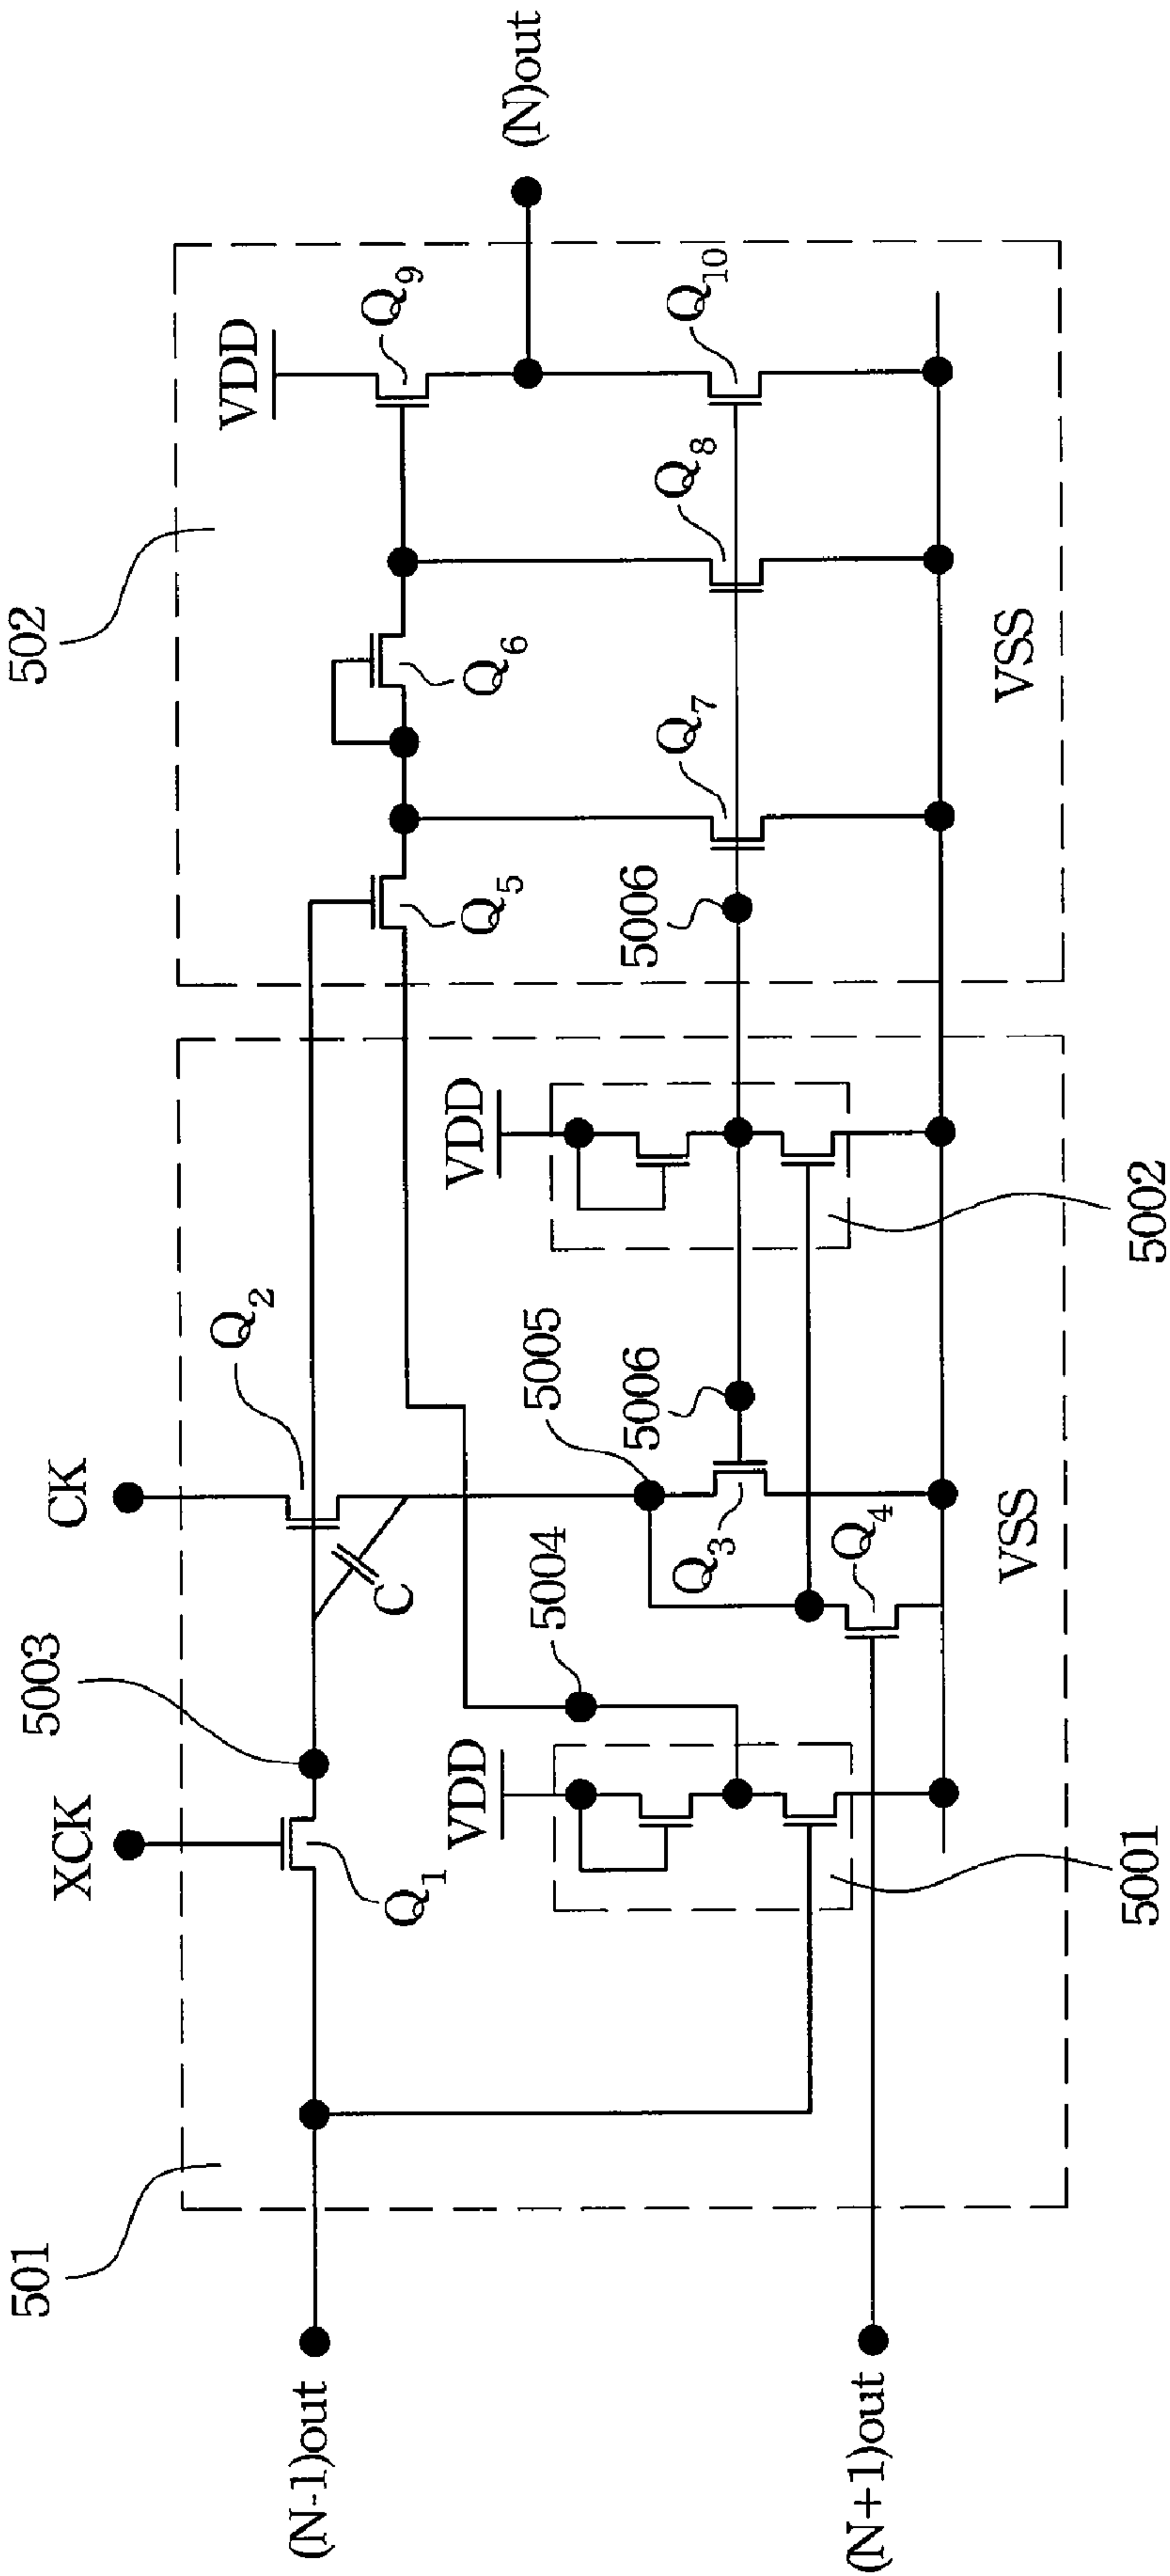 501
502
XCK
CK
5003
Q2
VDD
Q9
(N)out
(N-1)out
Q1
C
Q5
Q6
VDD
5004
5005
VDD
Q3
5006
5006
Q7
Q8
Q10
Q4
(N+1)out
VSS
VSS
5001
5002